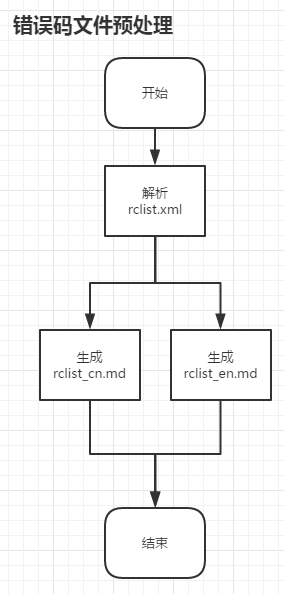 错误码文件预处理
开始
解析
rclist.xml
生成
rclist_cn.md
生成
rclist_en.md
结束